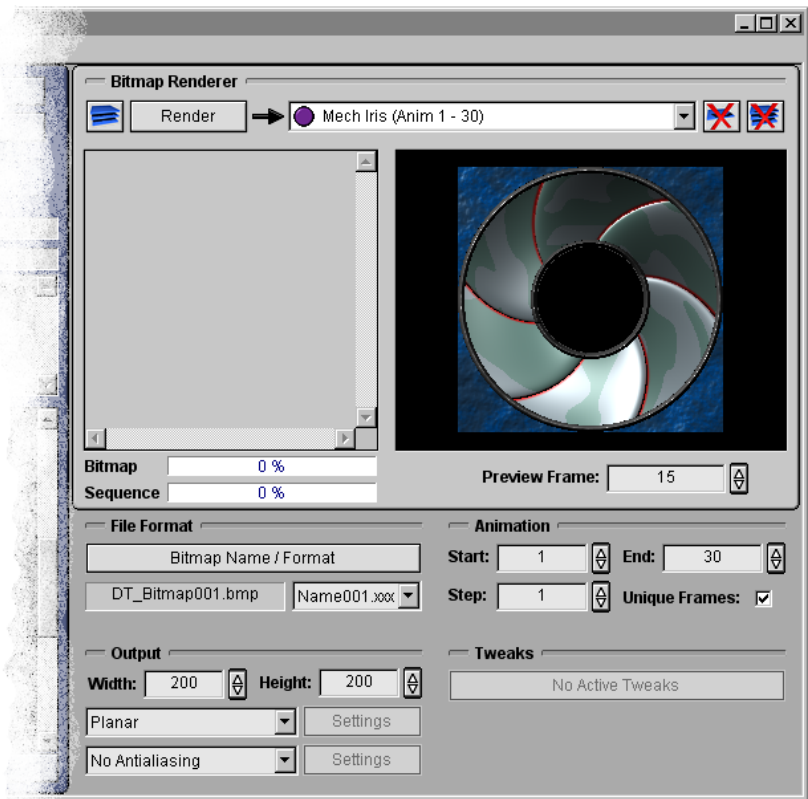 Bitmap Renderer
Render
Mech Iris (Anim 1 - 30)
Bitmap 0 %
Sequence 0 %
Preview Frame: 15
File Format
Bitmap Name / Format
DT_Bitmap001.bmp Name001.xxx
Animation
Start: 1 End: 30
Step: 1 Unique Frames:
Output
Width: 200 Height: 200
Planar Settings
No Antialiasing Settings
Tweaks
No Active Tweaks